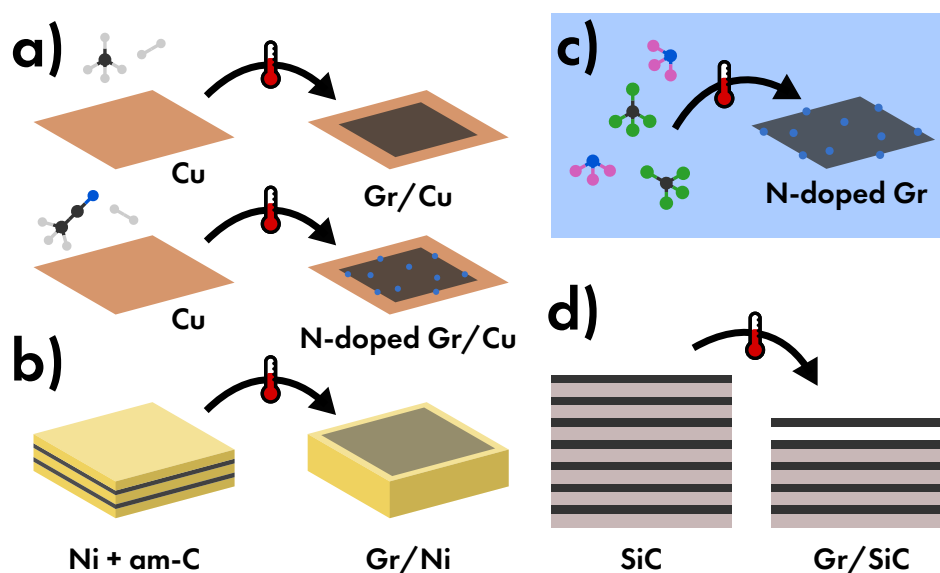 a)
Cu
Gr/Cu
Cu
N-doped Gr/Cu
b)
Ni + am-C
Gr/Ni
c)
N-doped Gr
d)
SiC
Gr/SiC